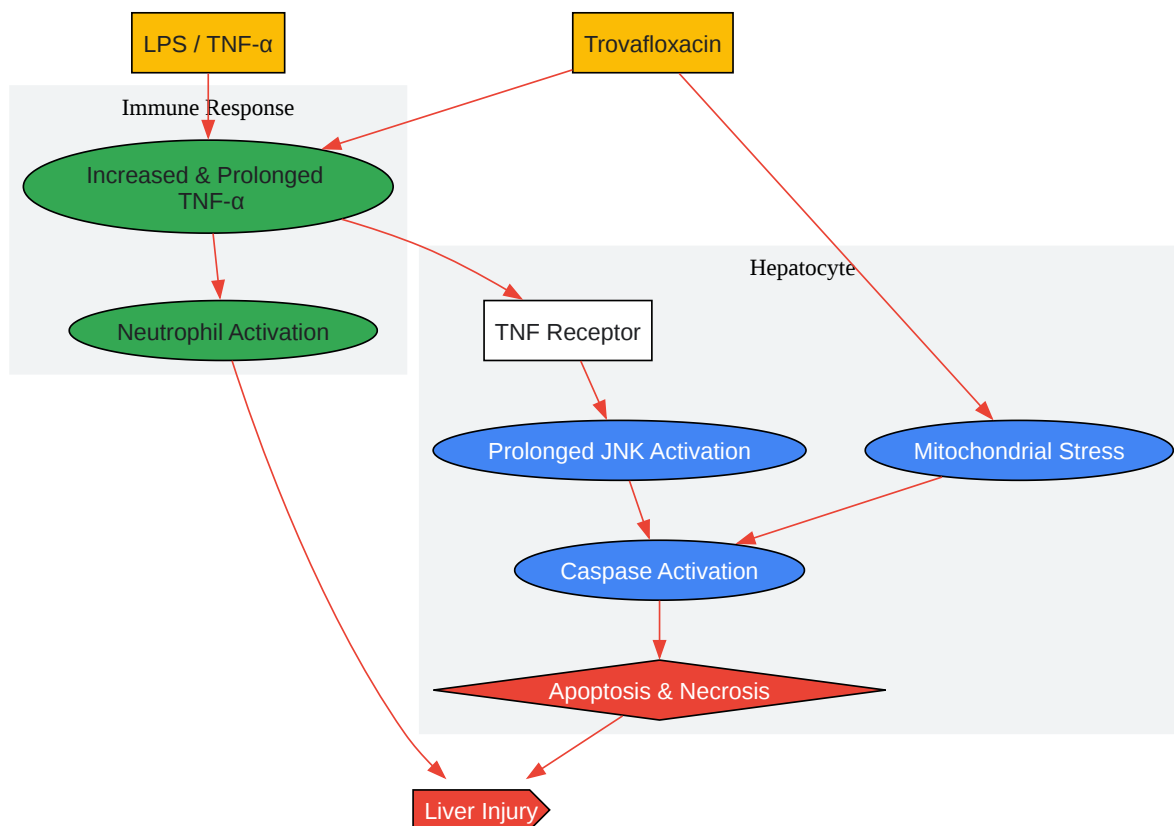 LPS / TNF-α
Trovafloxacin
Immune Response
Increased & Prolonged
TNF-α
Hepatocyte
Neutrophil Activation
TNF Receptor
Prolonged JNK Activation
Mitochondrial Stress
Caspase Activation
Apoptosis & Necrosis
Liver Injury